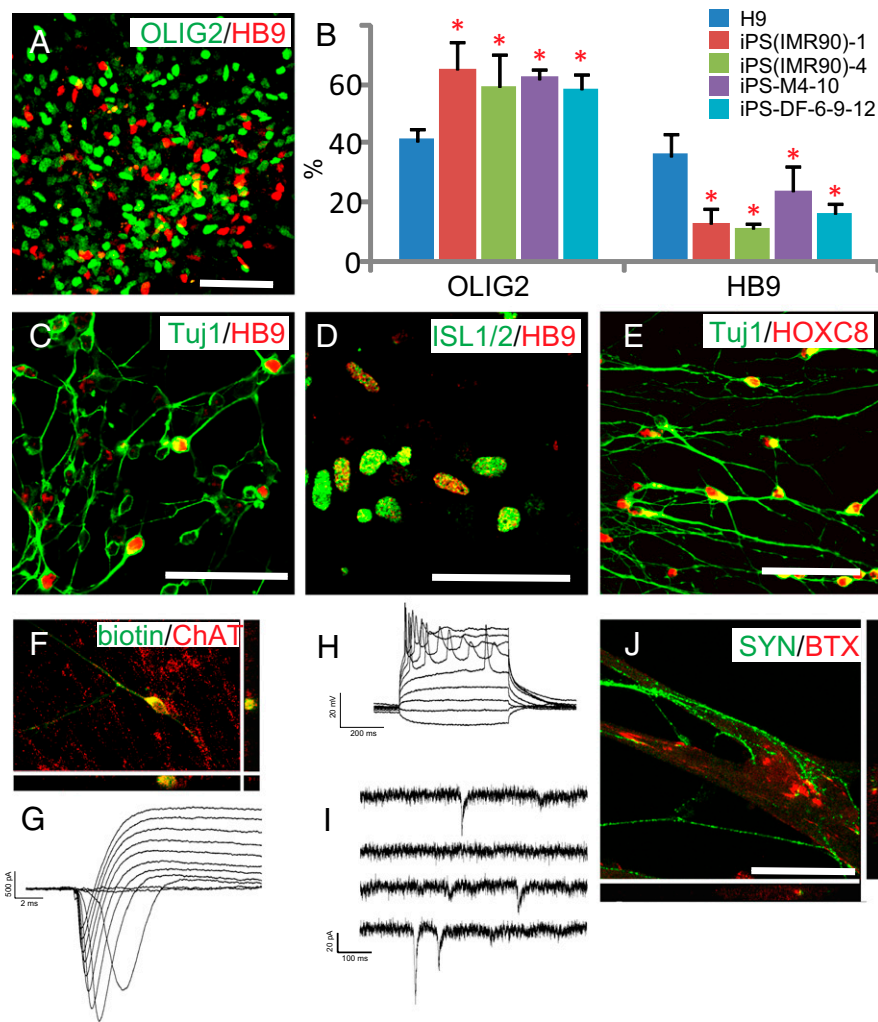 A
OLIG2/HB9
B
%
60
40
20
0
OLIG2
HB9
* * * *
* * * *
H9
iPS(IMR90)-1
iPS(IMR90)-4
iPS-M4-10
iPS-DF-6-9-12
C
Tuj1/HB9
D
ISL1/2/HB9
E
Tuj1/HOXC8
F
biotin/ChAT
G
500 pA
2 ms
H
20 mV
200 ms
I
20 pA
100 ms
J
SYN/BTX